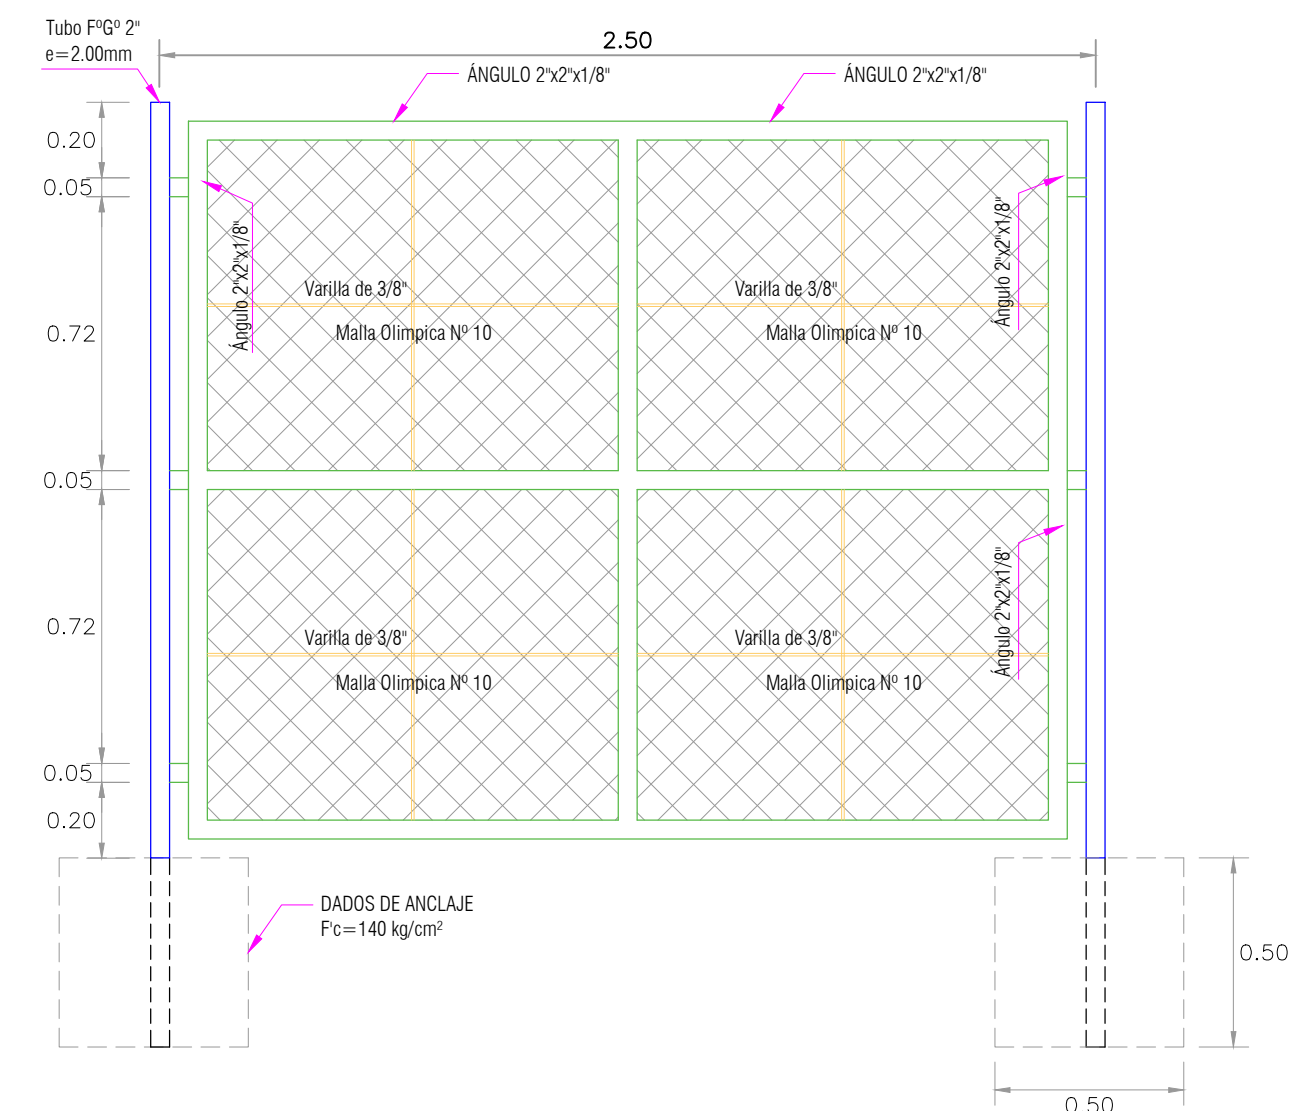 Tubo FºGº 2"
e=2.00mm
2.50
ÁNGULO 2"x2"x1/8"
ÁNGULO 2"x2"x1/8"
0.20
0.05
Ángulo 2"x2"x1/8"
Ángulo 2"x2"x1/8"
Varilla de 3/8"
Varilla de 3/8"
0.72
Malla Olimpica Nº 10
Malla Olimpica Nº 10
0.05
Ángulo 2"x2"x1/8"
0.72
Varilla de 3/8"
Varilla de 3/8"
Malla Olimpica Nº 10
Malla Olimpica Nº 10
0.05
0.20
DADOS DE ANCLAJE
F'c=140 kg/cm²
0.50
0.50